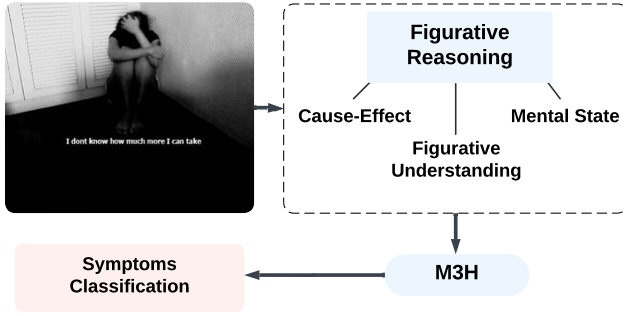 I dont know how much more I can take
Figurative
Reasoning
Cause-Effect
Mental State
Figurative
Understanding
M3H
Symptoms
Classification